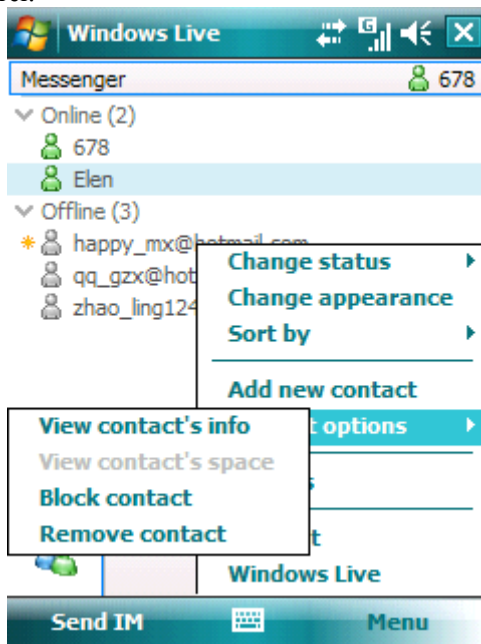 Windows Live
G
Messenger 678
Online (2)
678
Elen
Offline (3)
happy_mx@hotmail.com
qq_gzx@hot
zhao_ling124
Change status
Change appearance
Sort by
Add new contact
options
View contact's info
View contact's space
Block contact
Remove contact
Windows Live
Send IM Menu